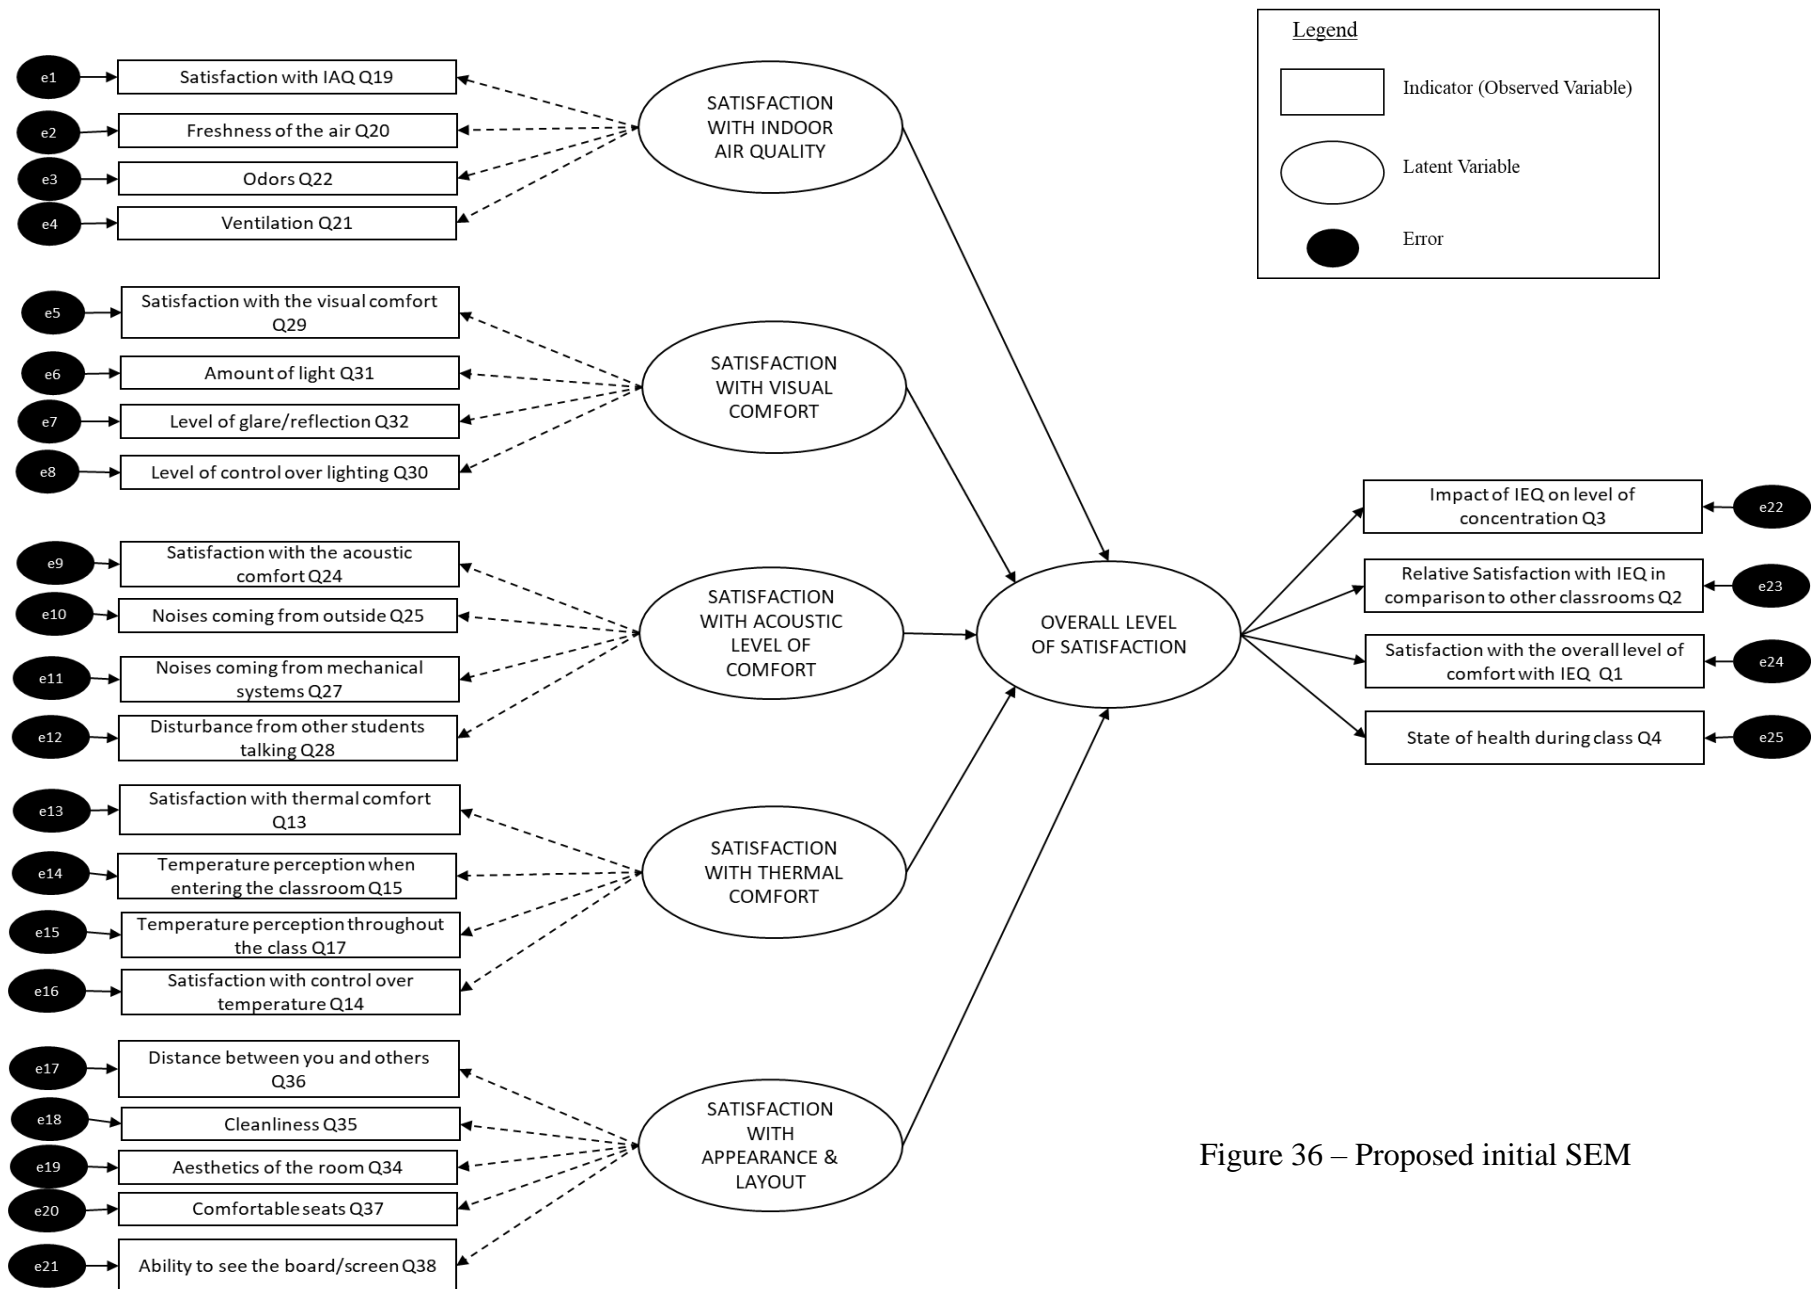 Legend
Indicator (Observed Variable)
Latent Variable
Error
e1
Satisfaction with IAQ Q19
e2
Freshness of the air Q20
e3
Odors Q22
e4
Ventilation Q21
SATISFACTION
WITH INDOOR
AIR QUALITY
e5
Satisfaction with the visual comfort
Q29
e6
Amount of light Q31
e7
Level of glare/reflection Q32
e8
Level of control over lighting Q30
SATISFACTION
WITH VISUAL
COMFORT
e9
Satisfaction with the acoustic
comfort Q24
e10
Noises coming from outside Q25
e11
Noises coming from mechanical
systems Q27
e12
Disturbance from other students
talking Q28
SATISFACTION
WITH ACOUSTIC
LEVEL OF
COMFORT
e13
Satisfaction with thermal comfort
Q13
e14
Temperature perception when
entering the classroom Q15
e15
Temperature perception throughout
the class Q17
e16
Satisfaction with control over
temperature Q14
SATISFACTION
WITH THERMAL
COMFORT
e17
Distance between you and others
Q36
e18
Cleanliness Q35
e19
Aesthetics of the room Q34
e20
Comfortable seats Q37
e21
Ability to see the board/screen Q38
SATISFACTION
WITH
APPEARANCE &
LAYOUT
OVERALL LEVEL
OF SATISFACTION
Impact of IEQ on level of
concentration Q3
e22
Relative Satisfaction with IEQ in
comparison to other classrooms Q2
e23
Satisfaction with the overall level of
comfort with IEQ Q1
e24
State of health during class Q4
e25
Figure 36 – Proposed initial SEM